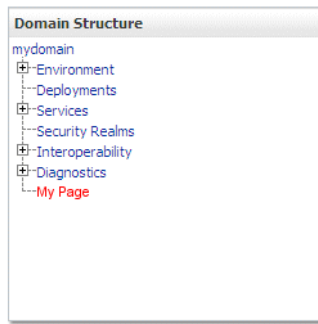 Domain Structure
mydomain
Environment
Deployments
Services
Security Realms
Interoperability
Diagnostics
My Page